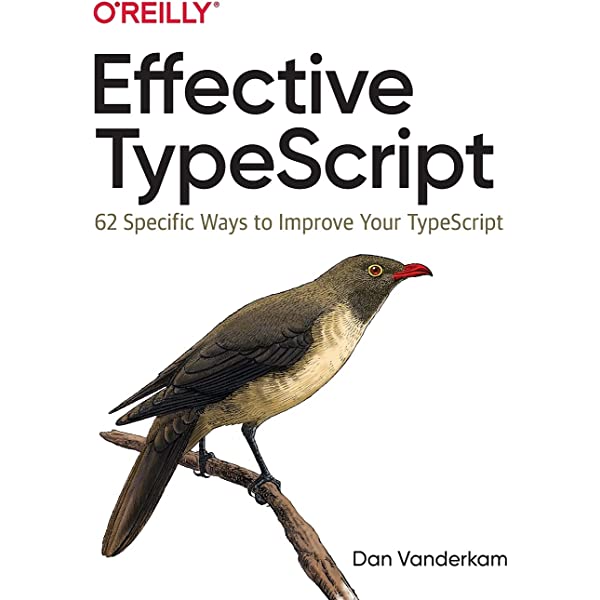 O'REILLY®
Effective
TypeScript
62 Specific Ways to Improve Your TypeScript
Dan Vanderkam